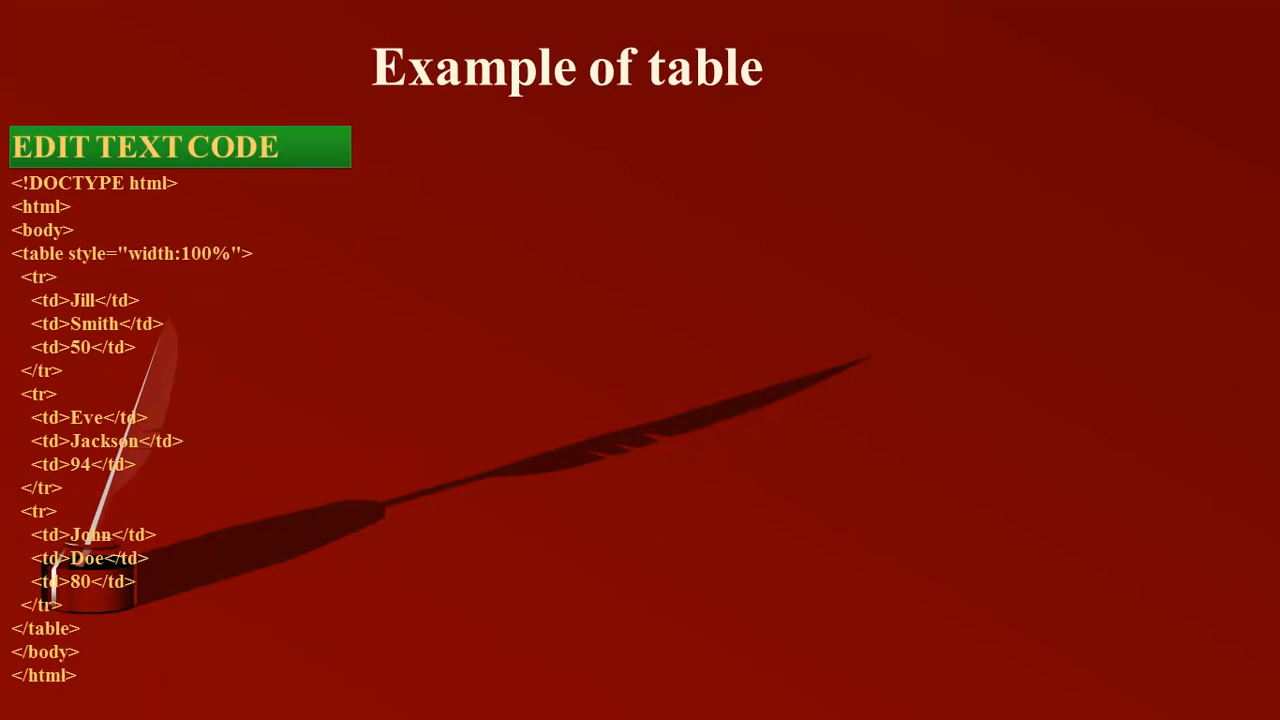 Example of table
EDIT TEXT CODE
<!DOCTYPE html>
<html>
<body>
<table style="width:100%">
  <tr>
    <td>Jill</td>
    <td>Smith</td>
    <td>50</td>
  </tr>
  <tr>
    <td>Eve</td>
    <td>Jackson</td>
    <td>94</td>
  </tr>
  <tr>
    <td>John</td>
    <td>Doe</td>
    <td>80</td>
  </tr>
</table>
</body>
</html>